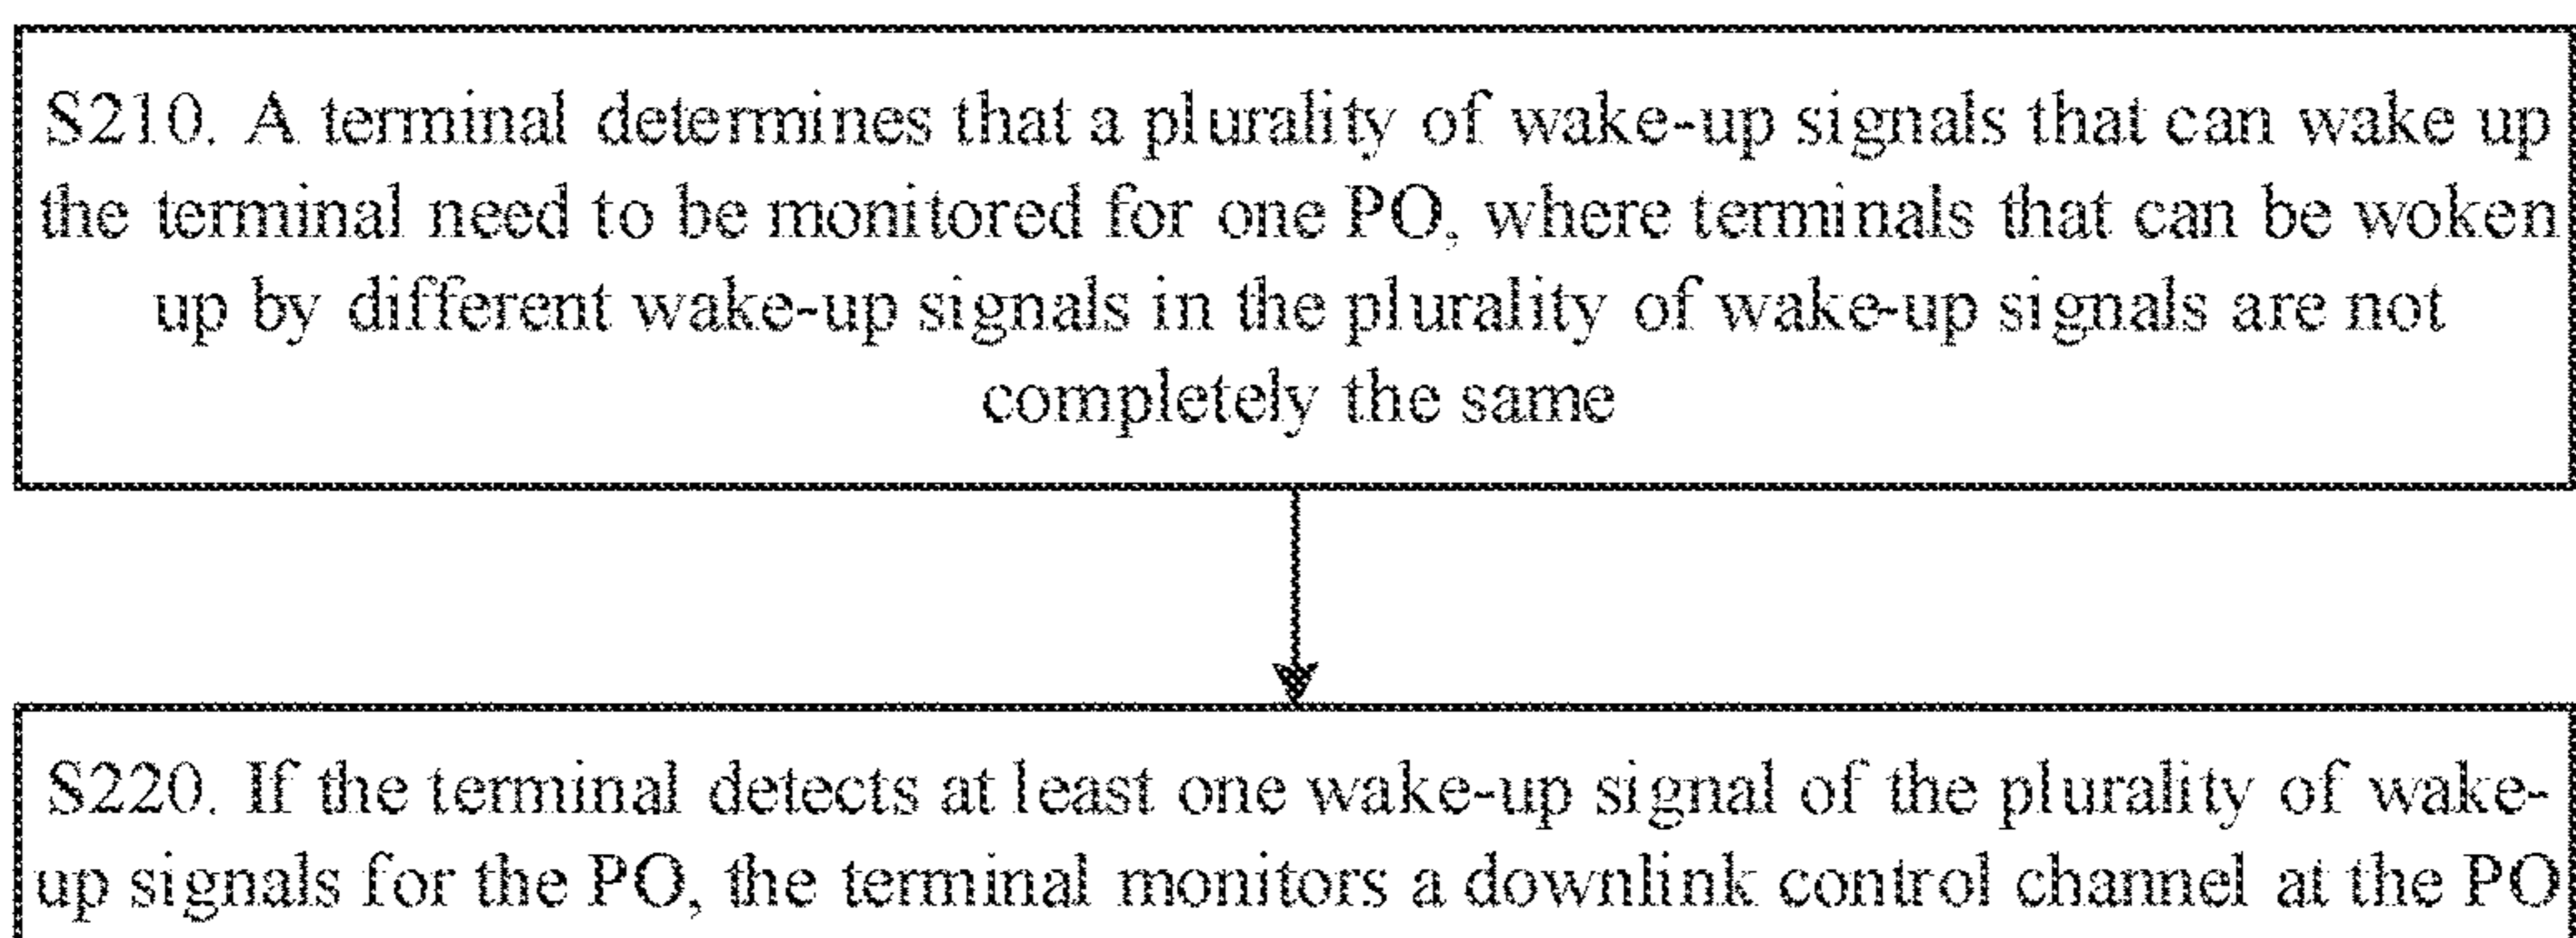 S210. A terminal determines that a plurality of wake-up signals that can wake up
the terminal need to be monitored for one PO, where terminals that can be woken
up by different wake-up signals in the plurality of wake-up signals are not
completely the same
S220. If the terminal detects at least one wake-up signal of the plurality of wake-
up signals for the PO, the terminal monitors a downlink control channel at the PO